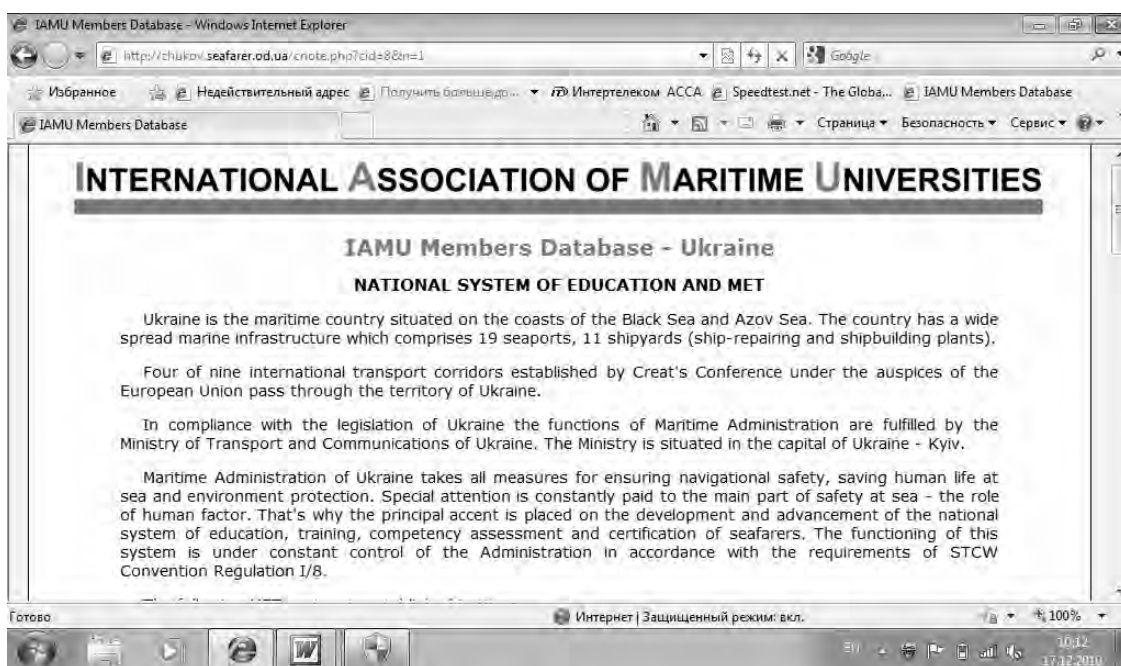 IAMU Members Database - Windows Internet Explorer
http://zhukov.seafarer.od.ua/cnote.php?cid=8&n=1
Google
Избранное Недействительный адрес Получить больше до... Интертелеком АССА Speedtest.net - The Globa... IAMU Members Database
IAMU Members Database Страница Безопасность Сервис
INTERNATIONAL ASSOCIATION OF MARITIME UNIVERSITIES
IAMU Members Database - Ukraine
NATIONAL SYSTEM OF EDUCATION AND MET
Ukraine is the maritime country situated on the coasts of the Black Sea and Azov Sea. The country has a wide
spread marine infrastructure which comprises 19 seaports, 11 shipyards (ship-repairing and shipbuilding plants).
Four of nine international transport corridors established by Creat's Conference under the auspices of the
European Union pass through the territory of Ukraine.
In compliance with the legislation of Ukraine the functions of Maritime Administration are fulfilled by the
Ministry of Transport and Communications of Ukraine. The Ministry is situated in the capital of Ukraine - Kyiv.
Maritime Administration of Ukraine takes all measures for ensuring navigational safety, saving human life at
sea and environment protection. Special attention is constantly paid to the main part of safety at sea - the role
of human factor. That's why the principal accent is placed on the development and advancement of the national
system of education, training, competency assessment and certification of seafarers. The functioning of this
system is under constant control of the Administration in accordance with the requirements of STCW
Convention Regulation I/8.
Готово Интернет | Защищенный режим: вкл. 100%
EN 10:12
17.12.2010